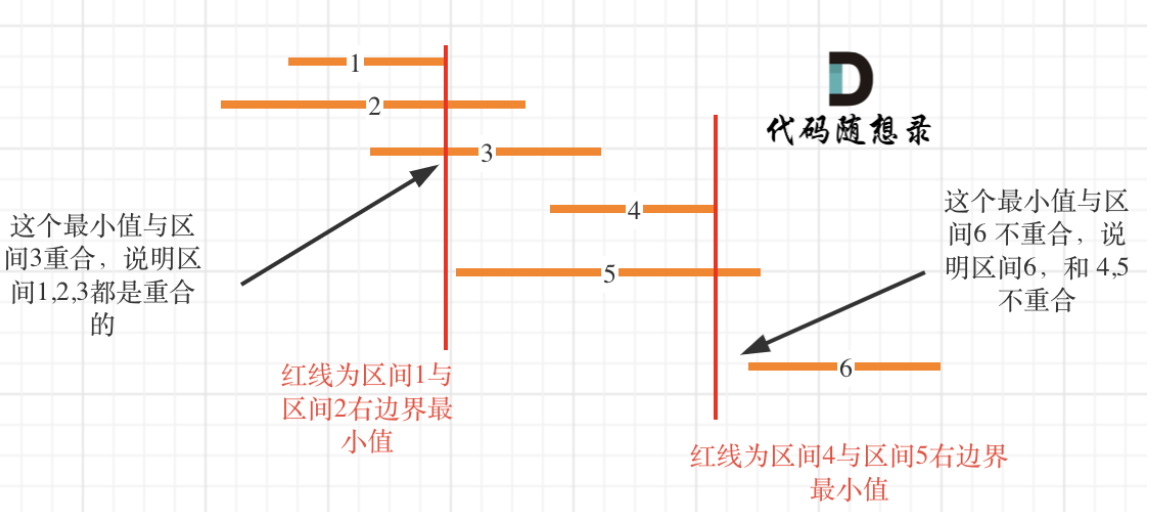 1
2
3
4
5
6
代码随想录
这个最小值与区
间3重合，说明区
间1,2,3都是重合
的
这个最小值与区
间6 不重合，说
明区间6，和 4,5
不重合
红线为区间1与
区间2右边界最
小值
红线为区间4与区间5右边界
最小值